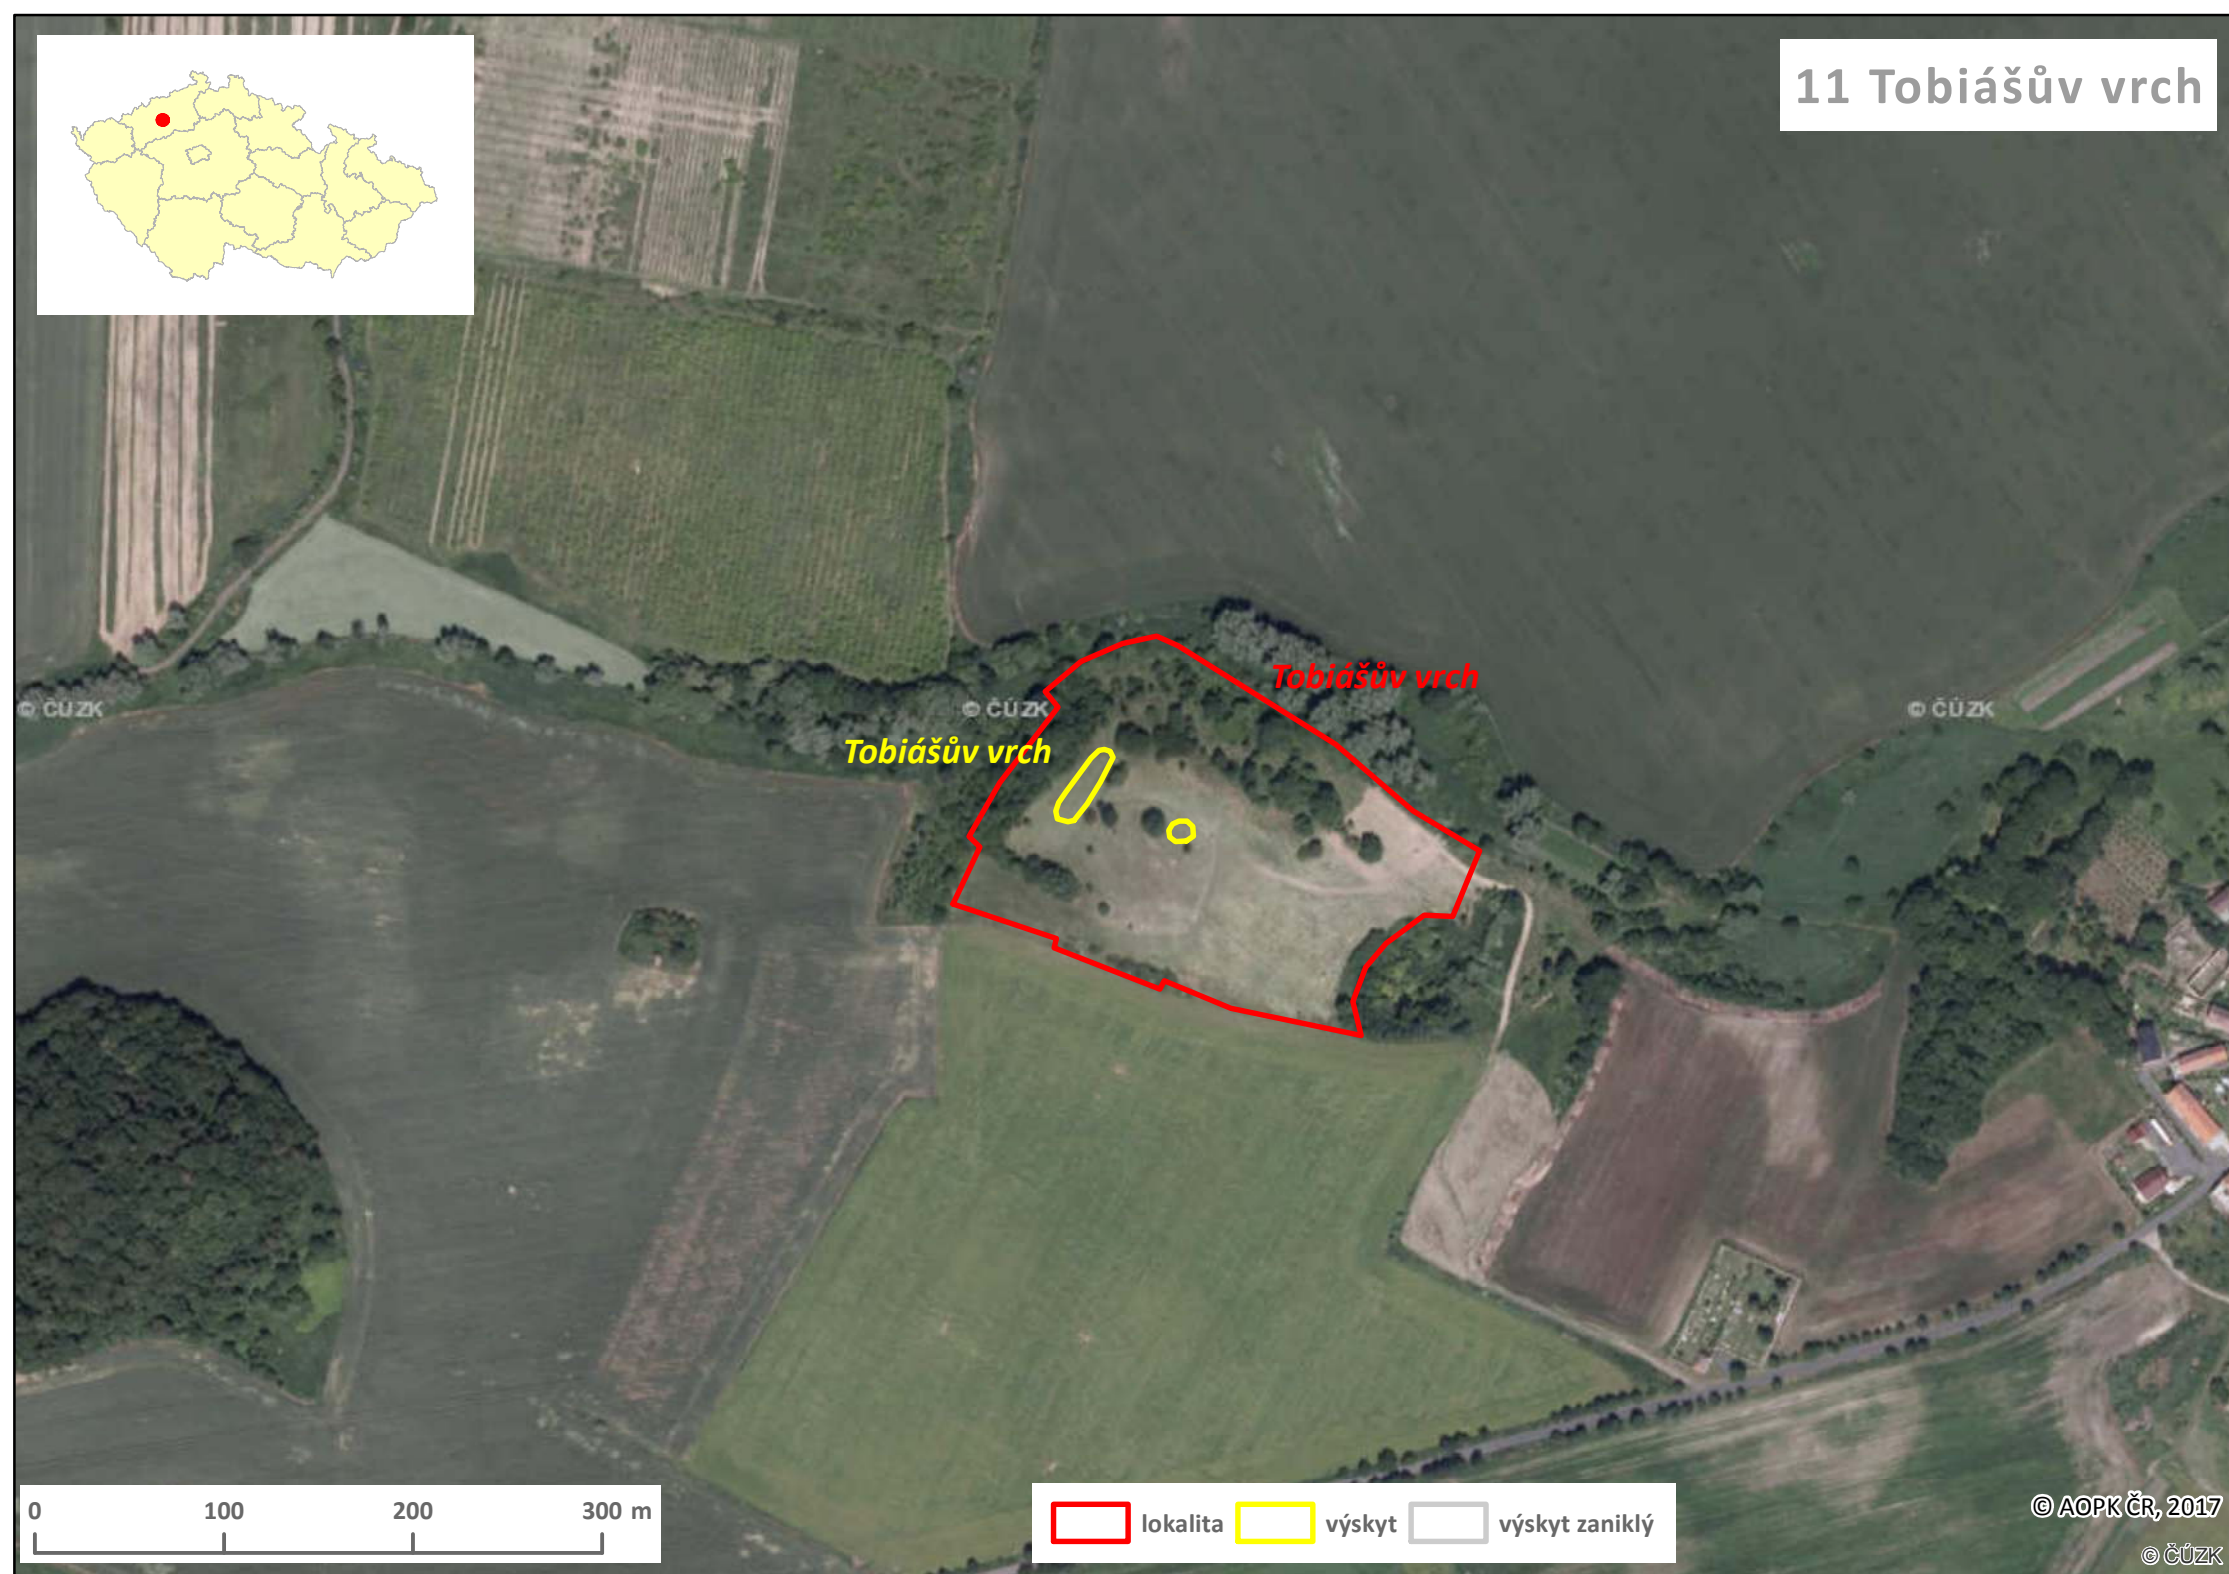 11 Tobiášův vrch
Tobiášův vrch
© ČÚZK
© ČÚZK
© ČÚZK
Tobiášův vrch
0 100 200 300 m
lokalita výskyt výskyt zaniklý
© AOPK ČR, 2017
© ČÚZK